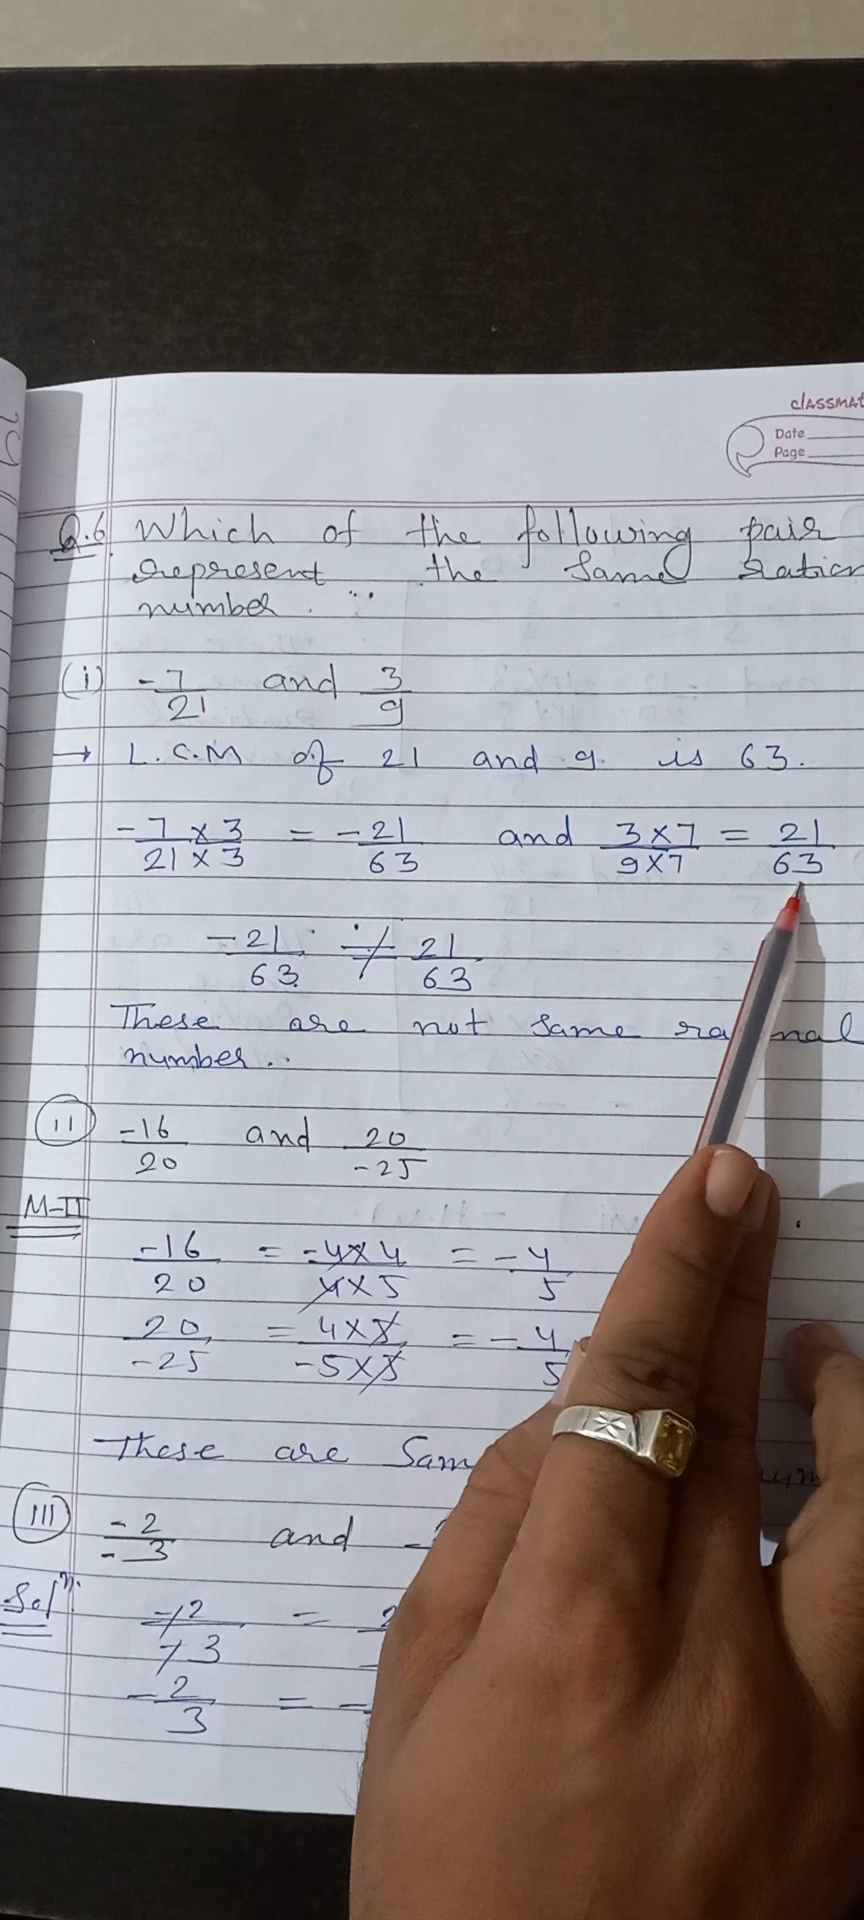 classmat
Date
Page
Q.6 Which of the following pair
represent the same ration
number.
(i) -7/21 and 3/9
→ L.C.M of 21 and 9. is 63.
-7 × 3/21 × 3 = -21/63 and 3×7/9×7 = 21/63
-21/63 ≠ 21/63
These are not same ra nal
number..
(II) -16/20 and 20/-25
M-II
-16/20 = -4×4/4×5 = -4/5
20/-25 = 4×5/-5×5 = -4/5
These are Sam
(III) -2/-3 and
Solⁿ. -2/-3 =
-2/3 = -